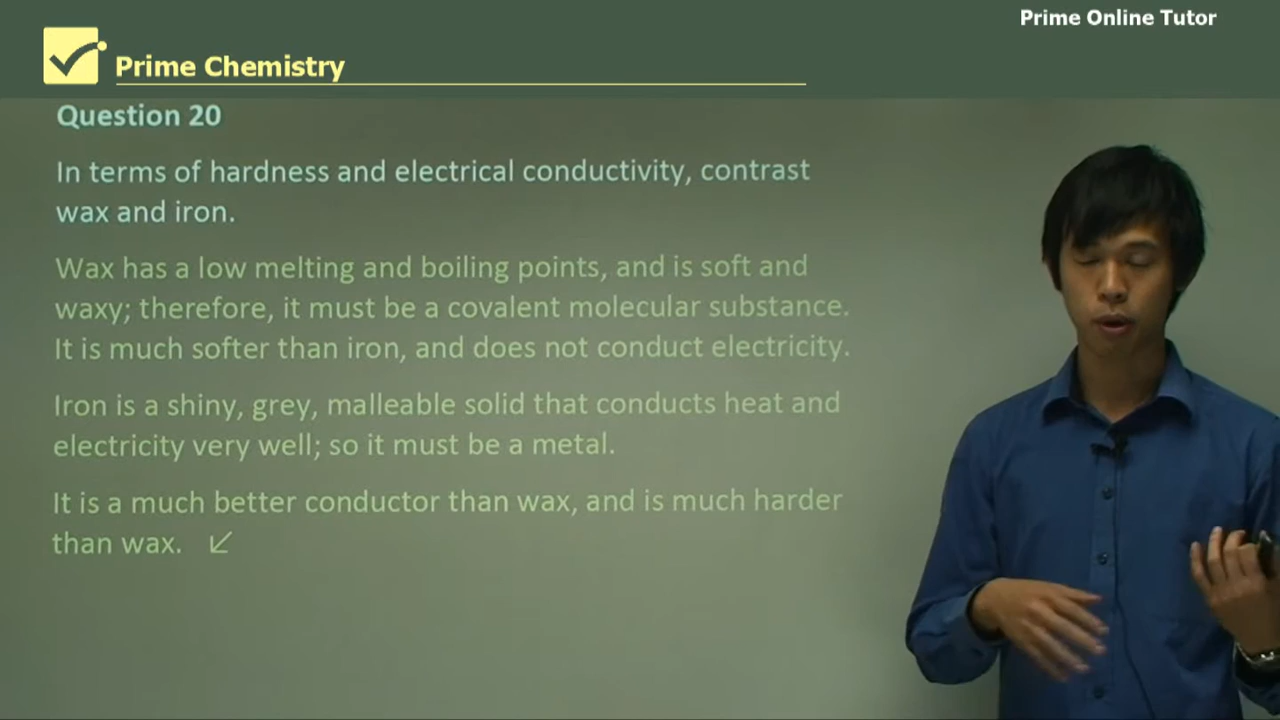 Prime Online Tutor
Prime Chemistry
Question 20
In terms of hardness and electrical conductivity, contrast
wax and iron.
Wax has a low melting and boiling points, and is soft and
waxy; therefore, it must be a covalent molecular substance.
It is much softer than iron, and does not conduct electricity.
Iron is a shiny, grey, malleable solid that conducts heat and
electricity very well; so it must be a metal.
It is a much better conductor than wax, and is much harder
than wax.